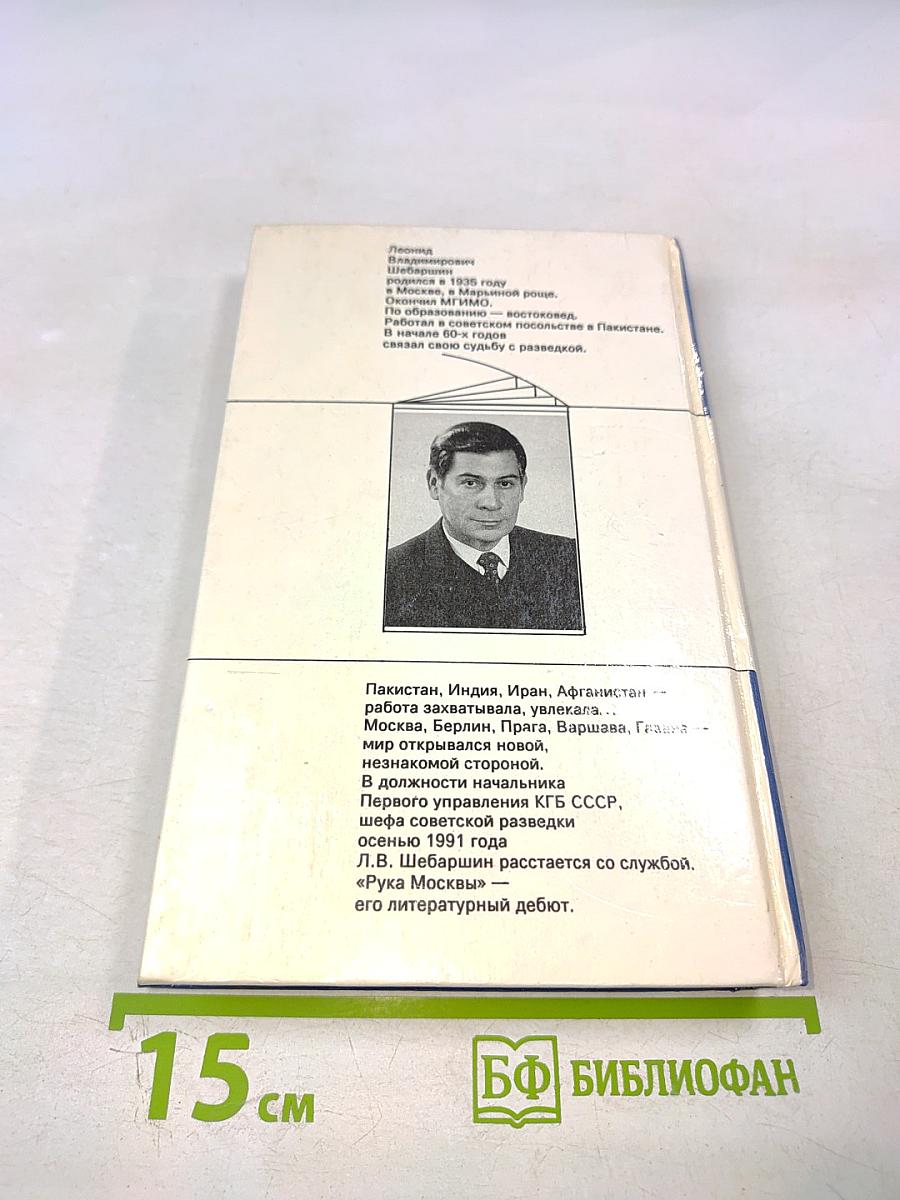 Леонид
Владимирович
Шебаршин
родился в 1935 году
в Москве, в Марьиной роще.
Окончил МГИМО.
По образованию — востоковед.
Работал в советском посольстве в Пакистане.
В начале 60-х годов
связал свою судьбу с разведкой.
Пакистан, Индия, Иран, Афганистан —
работа захватывала, увлекала...
Москва, Берлин, Прага, Варшава, —
мир открывался новой,
незнакомой стороной.
В должности начальника
Первого управления КГБ СССР,
шефа советской разведки
осенью 1991 года
Л.В. Шебаршин расстается со службой.
«Рука Москвы» —
его литературный дебют.
15 см
БФ БИБЛИОФАН